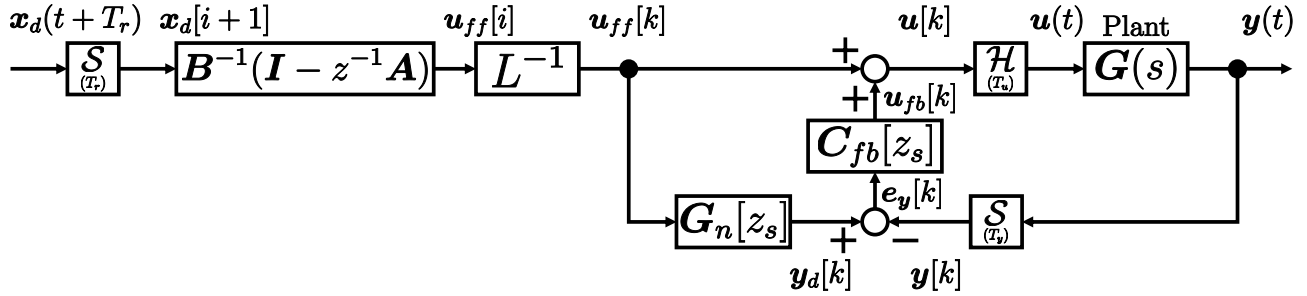 𝒙_d(t + T_r) 𝒙_d[i + 1] 𝒖_ff[i] 𝒖_ff[k] 𝒖[k] 𝒖(t) Plant 𝒚(t)
𝒮 (T_r) 𝑩⁻¹(𝑰 − z⁻¹𝑨) L⁻¹ + ℋ (T_u) 𝑮(s)
+ 𝒖_fb[k]
𝑪_fb[z_s]
𝒆_𝒚[k]
𝑮_n[z_s] + − 𝒮 (T_y)
𝒚_d[k] 𝒚[k]